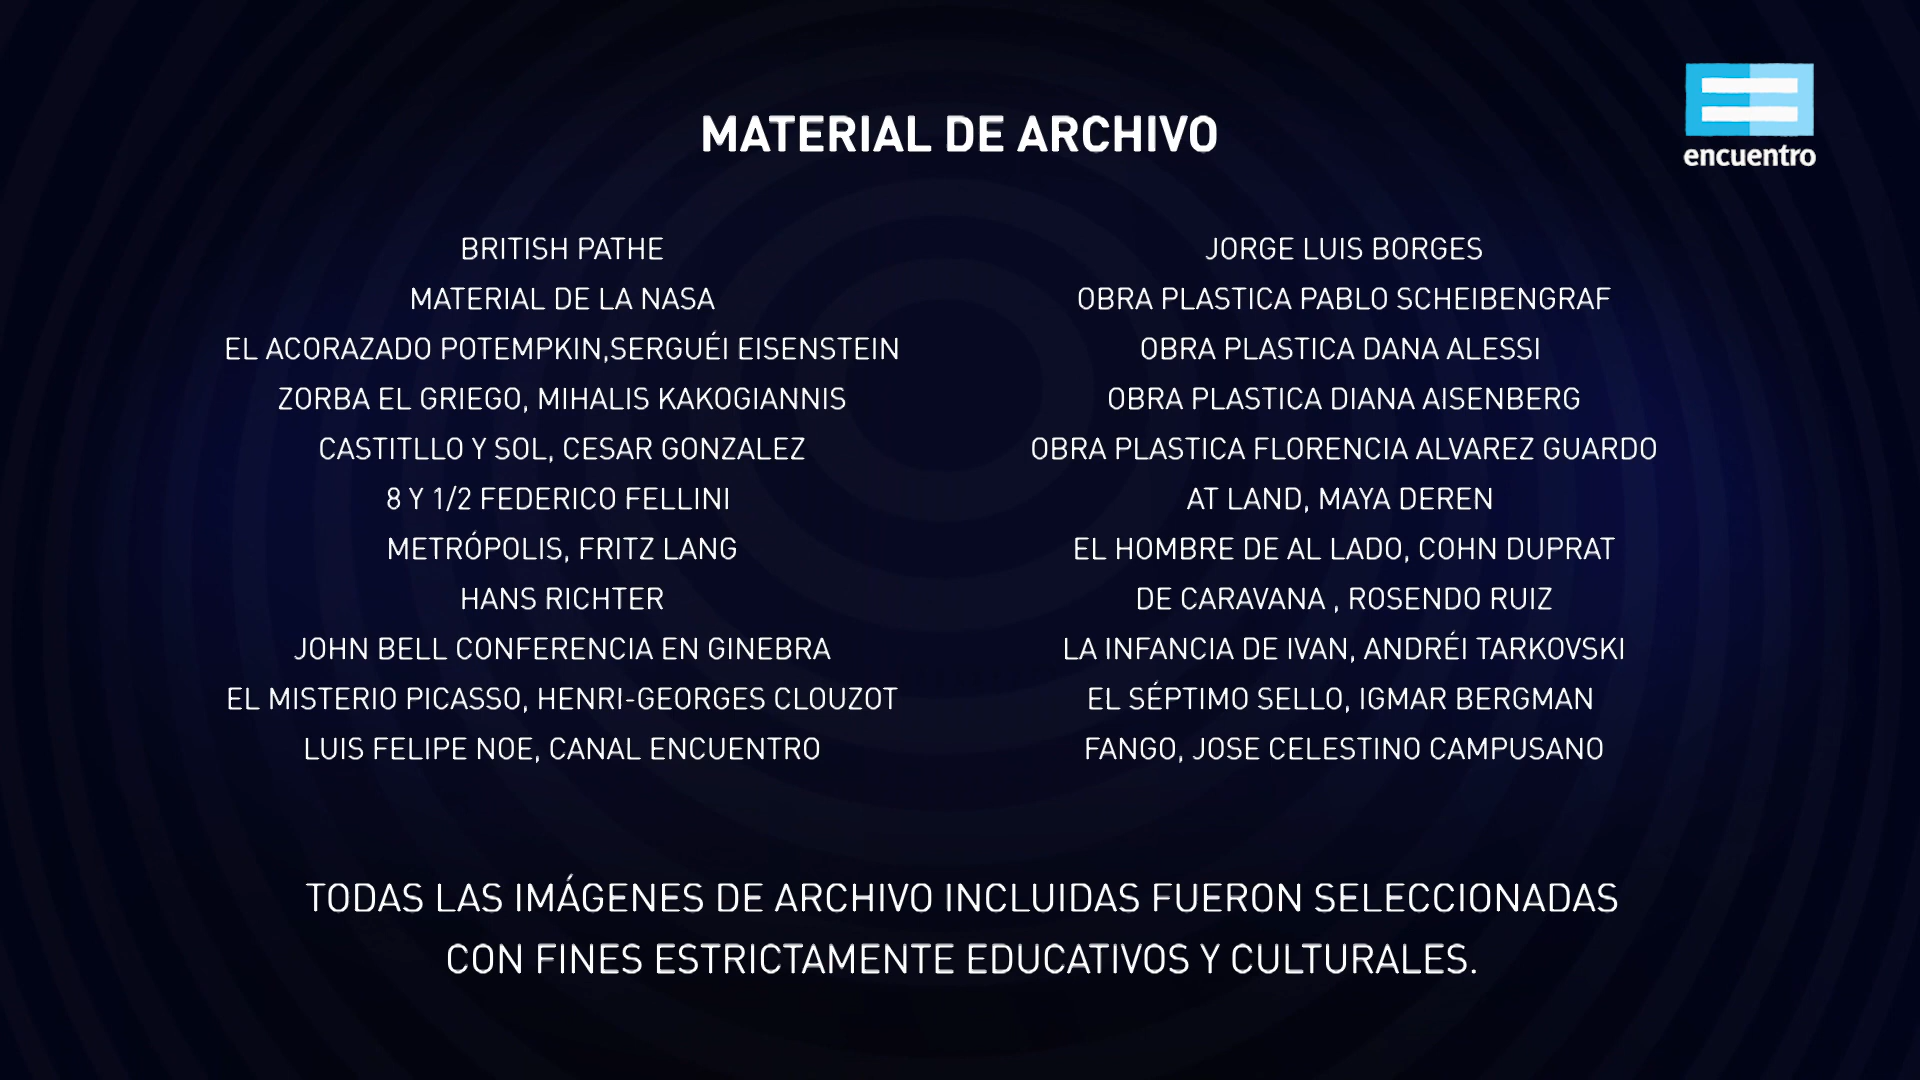 MATERIAL DE ARCHIVO
encuentro
BRITISH PATHE
MATERIAL DE LA NASA
EL ACORAZADO POTEMPKIN,SERGUÉI EISENSTEIN
ZORBA EL GRIEGO, MIHALIS KAKOGIANNIS
CASTITLLO Y SOL, CESAR GONZALEZ
8 Y 1/2 FEDERICO FELLINI
METRÓPOLIS, FRITZ LANG
HANS RICHTER
JOHN BELL CONFERENCIA EN GINEBRA
EL MISTERIO PICASSO, HENRI-GEORGES CLOUZOT
LUIS FELIPE NOE, CANAL ENCUENTRO
JORGE LUIS BORGES
OBRA PLASTICA PABLO SCHEIBENGRAF
OBRA PLASTICA DANA ALESSI
OBRA PLASTICA DIANA AISENBERG
OBRA PLASTICA FLORENCIA ALVAREZ GUARDO
AT LAND, MAYA DEREN
EL HOMBRE DE AL LADO, COHN DUPRAT
DE CARAVANA , ROSENDO RUIZ
LA INFANCIA DE IVAN, ANDRÉI TARKOVSKI
EL SÉPTIMO SELLO, IGMAR BERGMAN
FANGO, JOSE CELESTINO CAMPUSANO
TODAS LAS IMÁGENES DE ARCHIVO INCLUIDAS FUERON SELECCIONADAS
CON FINES ESTRICTAMENTE EDUCATIVOS Y CULTURALES.